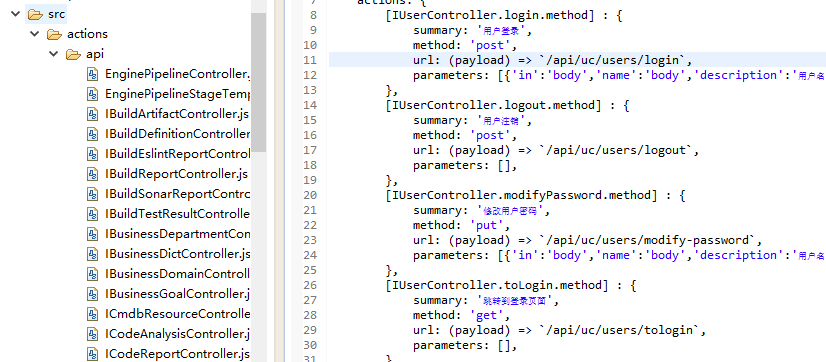 src
actions
api
EnginePipelineController.
EnginePipelineStageTemp
IBuildArtifactController.js
IBuildDefinitionController
IBuildEslintReportControl
IBuildReportController.js
IBuildSonarReportContro
IBuildTestResultControlle
IBusinessDepartmentCon
IBusinessDictController.js
IBusinessDomainControll
IBusinessGoalController.j
ICmdbResourceControlle
ICodeAnalysisController.j
ICodeReportController.js
7 actions: {
8 [IUserController.login.method] : {
9 summary: '用户登录',
10 method: 'post',
11 url: (payload) => `/api/uc/users/login`,
12 parameters: [{'in':'body','name':'body','description':'用户名
13 },
14 [IUserController.logout.method] : {
15 summary: '用户注销',
16 method: 'post',
17 url: (payload) => `/api/uc/users/logout`,
18 parameters: [],
19 },
20 [IUserController.modifyPassword.method] : {
21 summary: '修改用户密码',
22 method: 'put',
23 url: (payload) => `/api/uc/users/modify-password`,
24 parameters: [{'in':'body','name':'body','description':'用户名
25 },
26 [IUserController.toLogin.method] : {
27 summary: '跳转到登录页面',
28 method: 'get',
29 url: (payload) => `/api/uc/users/tologin`,
30 parameters: [],
31 },